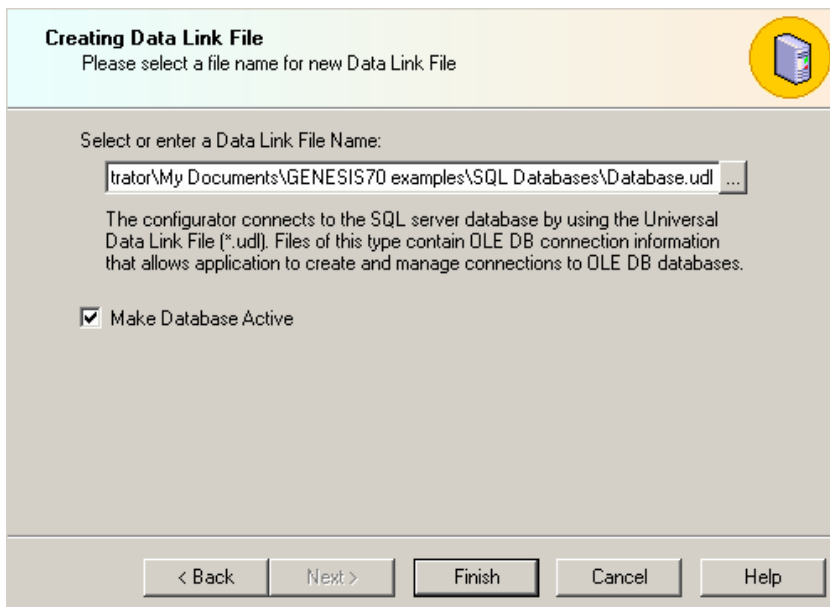 Creating Data Link File
Please select a file name for new Data Link File
Select or enter a Data Link File Name:
trator\My Documents\GENESIS70 examples\SQL Databases\Database.udl ...
The configurator connects to the SQL server database by using the Universal
Data Link File (*.udl). Files of this type contain OLE DB connection information
that allows application to create and manage connections to OLE DB databases.
Make Database Active
< Back Next > Finish Cancel Help